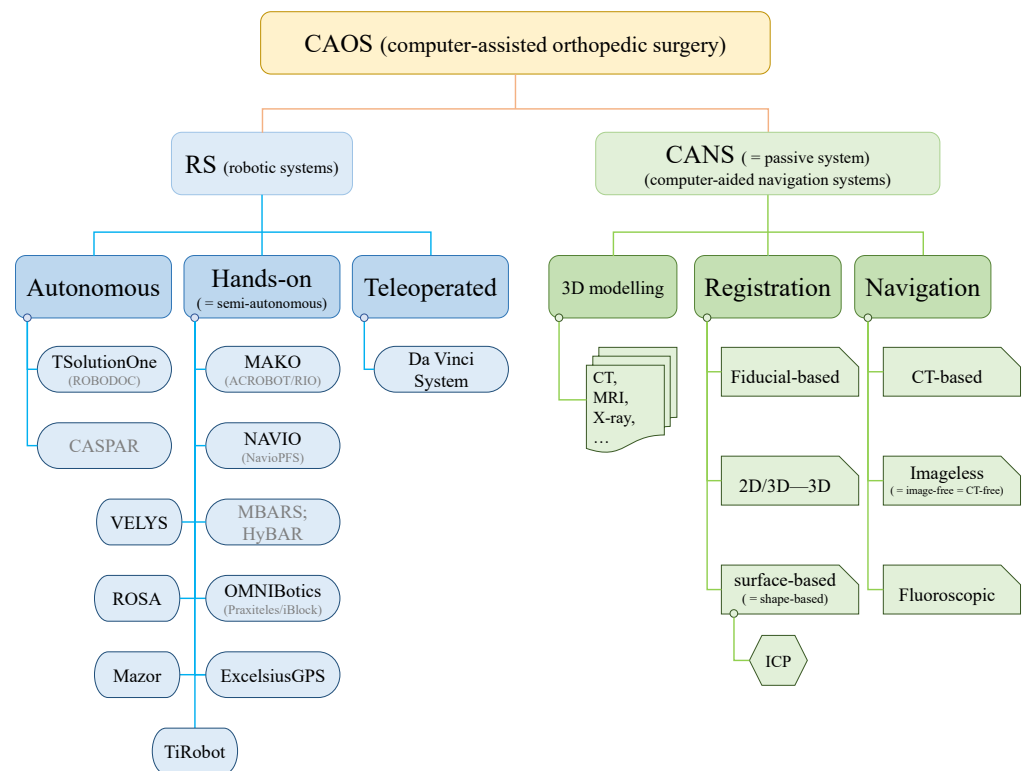 CAOS (computer-assisted orthopedic surgery)
RS (robotic systems)
CANS ( = passive system)
(computer-aided navigation systems)
Autonomous
Hands-on
( = semi-autonomous)
Teleoperated
3D modelling
Registration
Navigation
TSolutionOne
(ROBODOC)
CASPAR
MAKO
(ACROBOT/RIO)
NAVIO
(NavioPFS)
VELYS
MBARS;
HyBAR
ROSA
OMNIBotics
(Praxiteles/iBlock)
Mazor
ExcelsiusGPS
TiRobot
Da Vinci
System
CT,
MRI,
X-ray,
…
Fiducial-based
2D/3D—3D
surface-based
( = shape-based)
ICP
CT-based
Imageless
( = image-free = CT-free)
Fluoroscopic